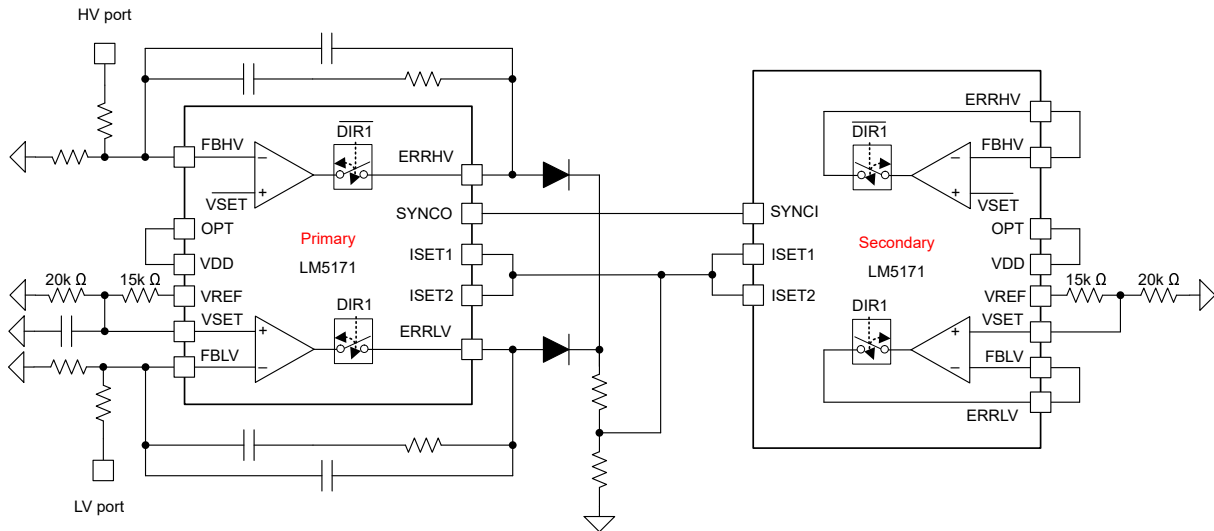 HV port
FBHV
DIR1
ERRHV
VSET
SYNCO
OPT
Primary
ISET1
VDD
LM5171
20k Ω
15k Ω
VREF
ISET2
VSET
DIR1
ERRLV
FBLV
LV port
ERRHV
DIR1
FBHV
VSET
SYNCI
OPT
ISET1
Secondary
VDD
LM5171
15k Ω
20k Ω
ISET2
VREF
DIR1
VSET
FBLV
ERRLV